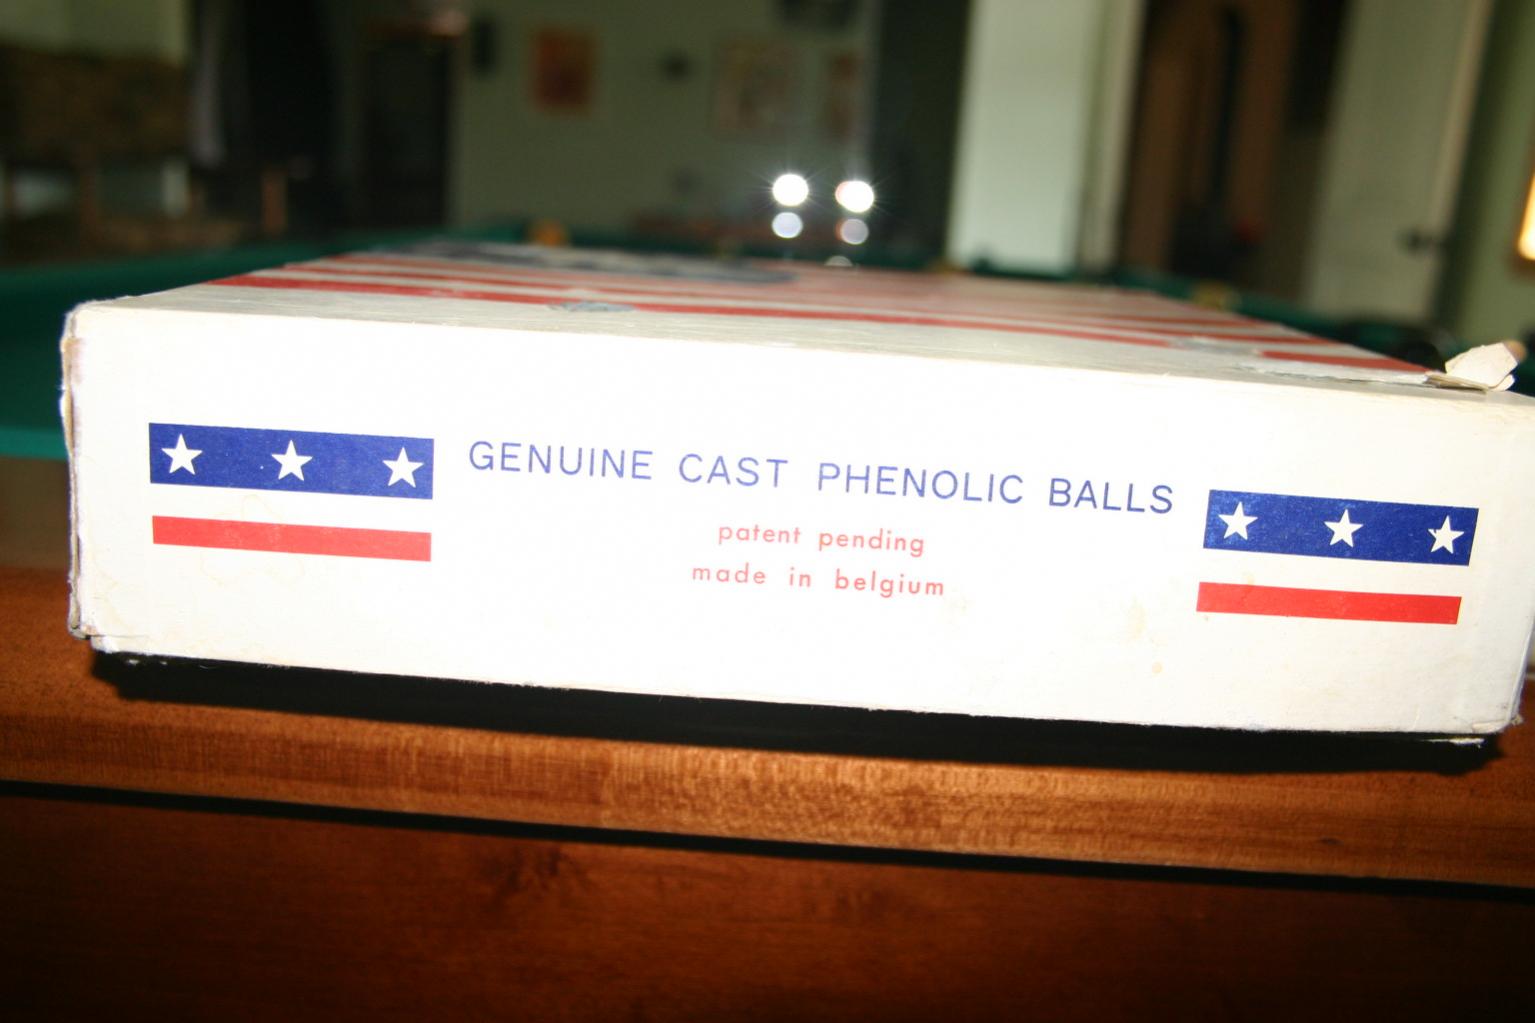 GENUINE CAST PHENOLIC BALLS
patent pending
made in belgium